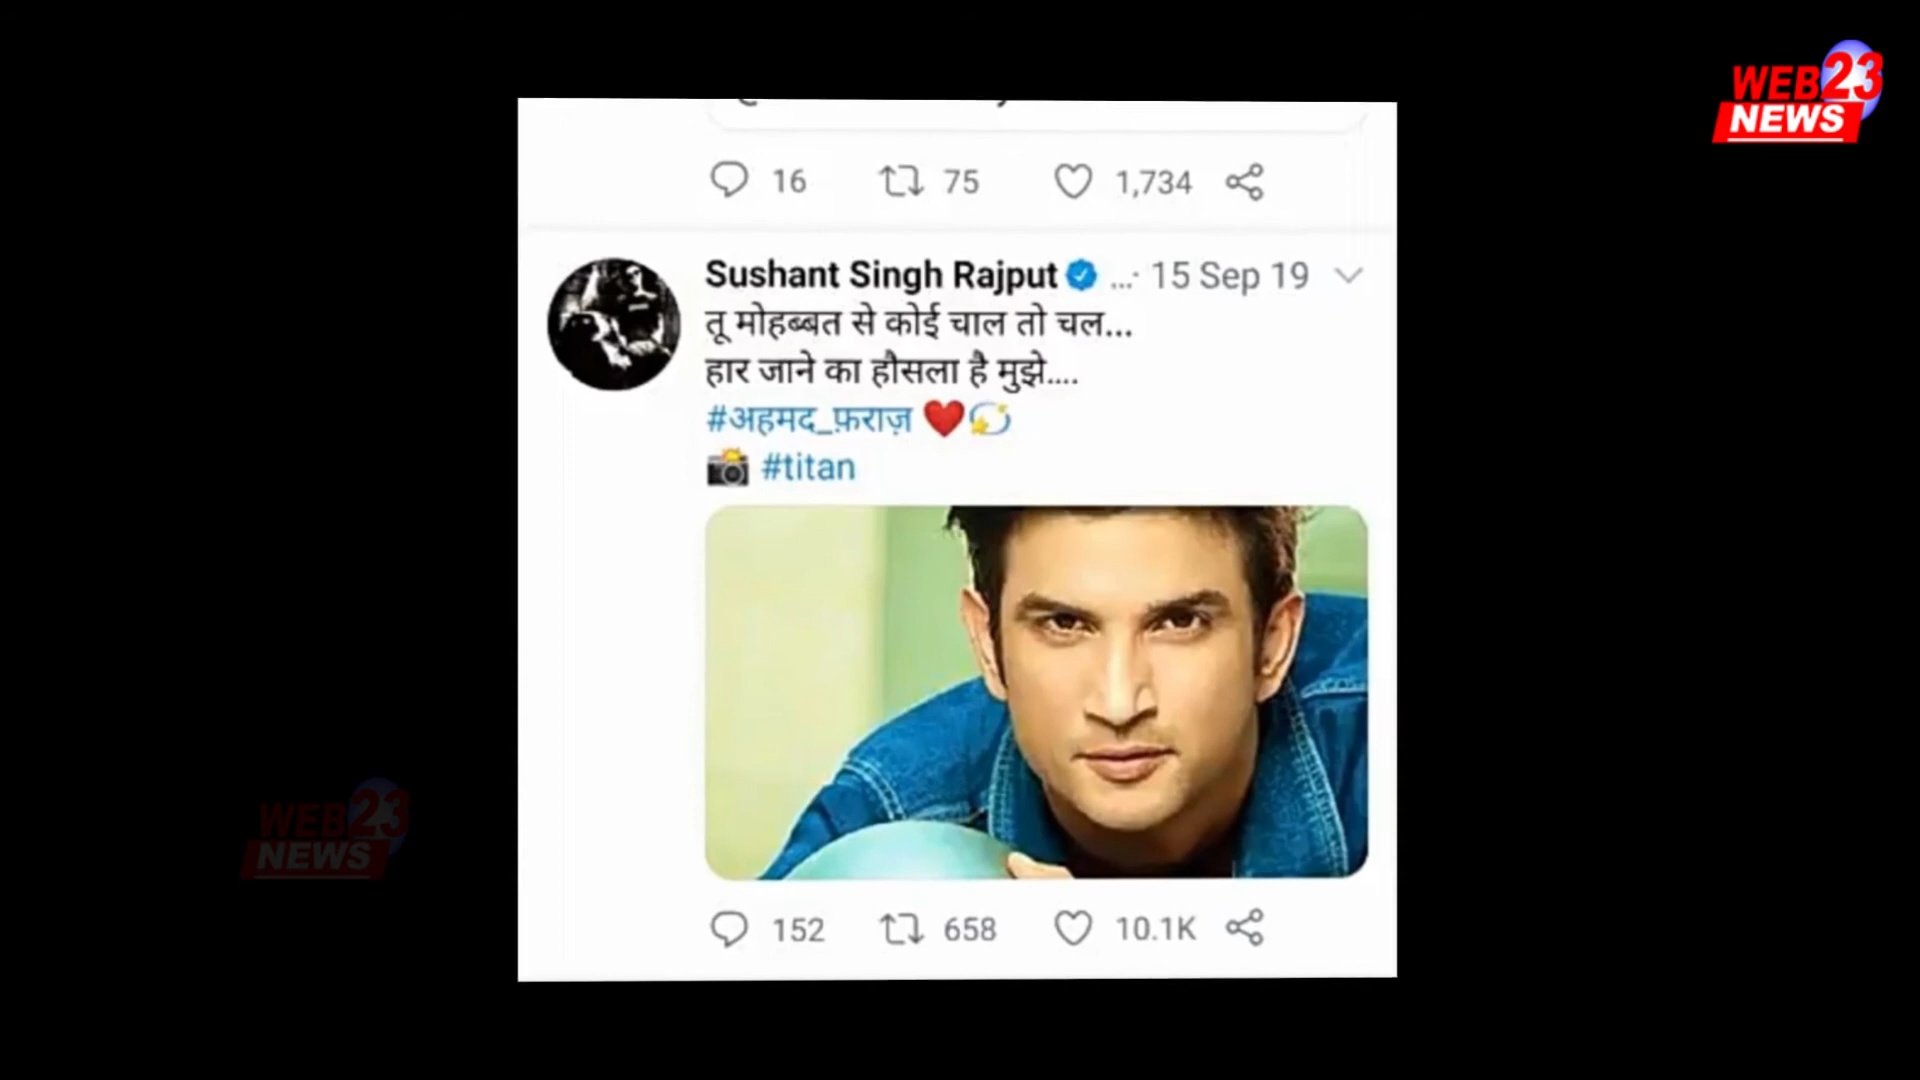 WEB23
NEWS
16 75 1,734
Sushant Singh Rajput ...· 15 Sep 19
तू मोहब्बत से कोई चाल तो चल...
हार जाने का हौसला है मुझे....
#अहमद_फ़राज़ ❤️💫
📸 #titan
WEB23
NEWS
152 658 10.1K